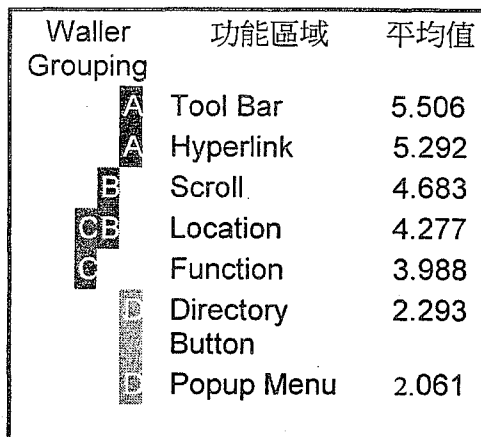 Waller 功能區域 平均值
Grouping
A Tool Bar 5.506
A Hyperlink 5.292
B Scroll 4.683
CB Location 4.277
C Function 3.988
D Directory 2.293
Button
D Popup Menu 2.061